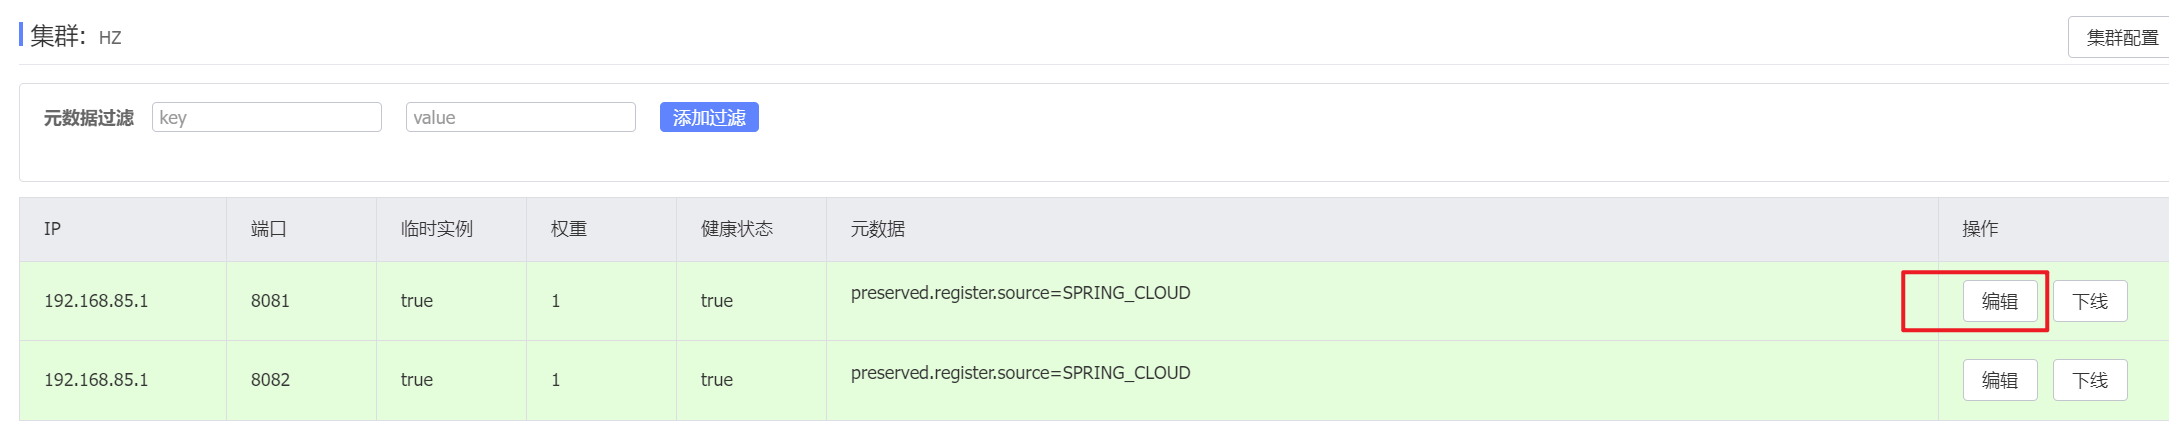 集群: HZ 集群配置
元数据过滤 key value 添加过滤
IP 端口 临时实例 权重 健康状态 元数据 操作
192.168.85.1 8081 true 1 true preserved.register.source=SPRING_CLOUD 编辑 下线
192.168.85.1 8082 true 1 true preserved.register.source=SPRING_CLOUD 编辑 下线